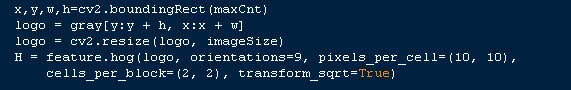 x,y,w,h=cv2.boundingRect(maxCnt)
logo = gray[y:y + h, x:x + w]
logo = cv2.resize(logo, imageSize)
H = feature.hog(logo, orientations=9, pixels_per_cell=(10, 10),
    cells_per_block=(2, 2), transform_sqrt=True)